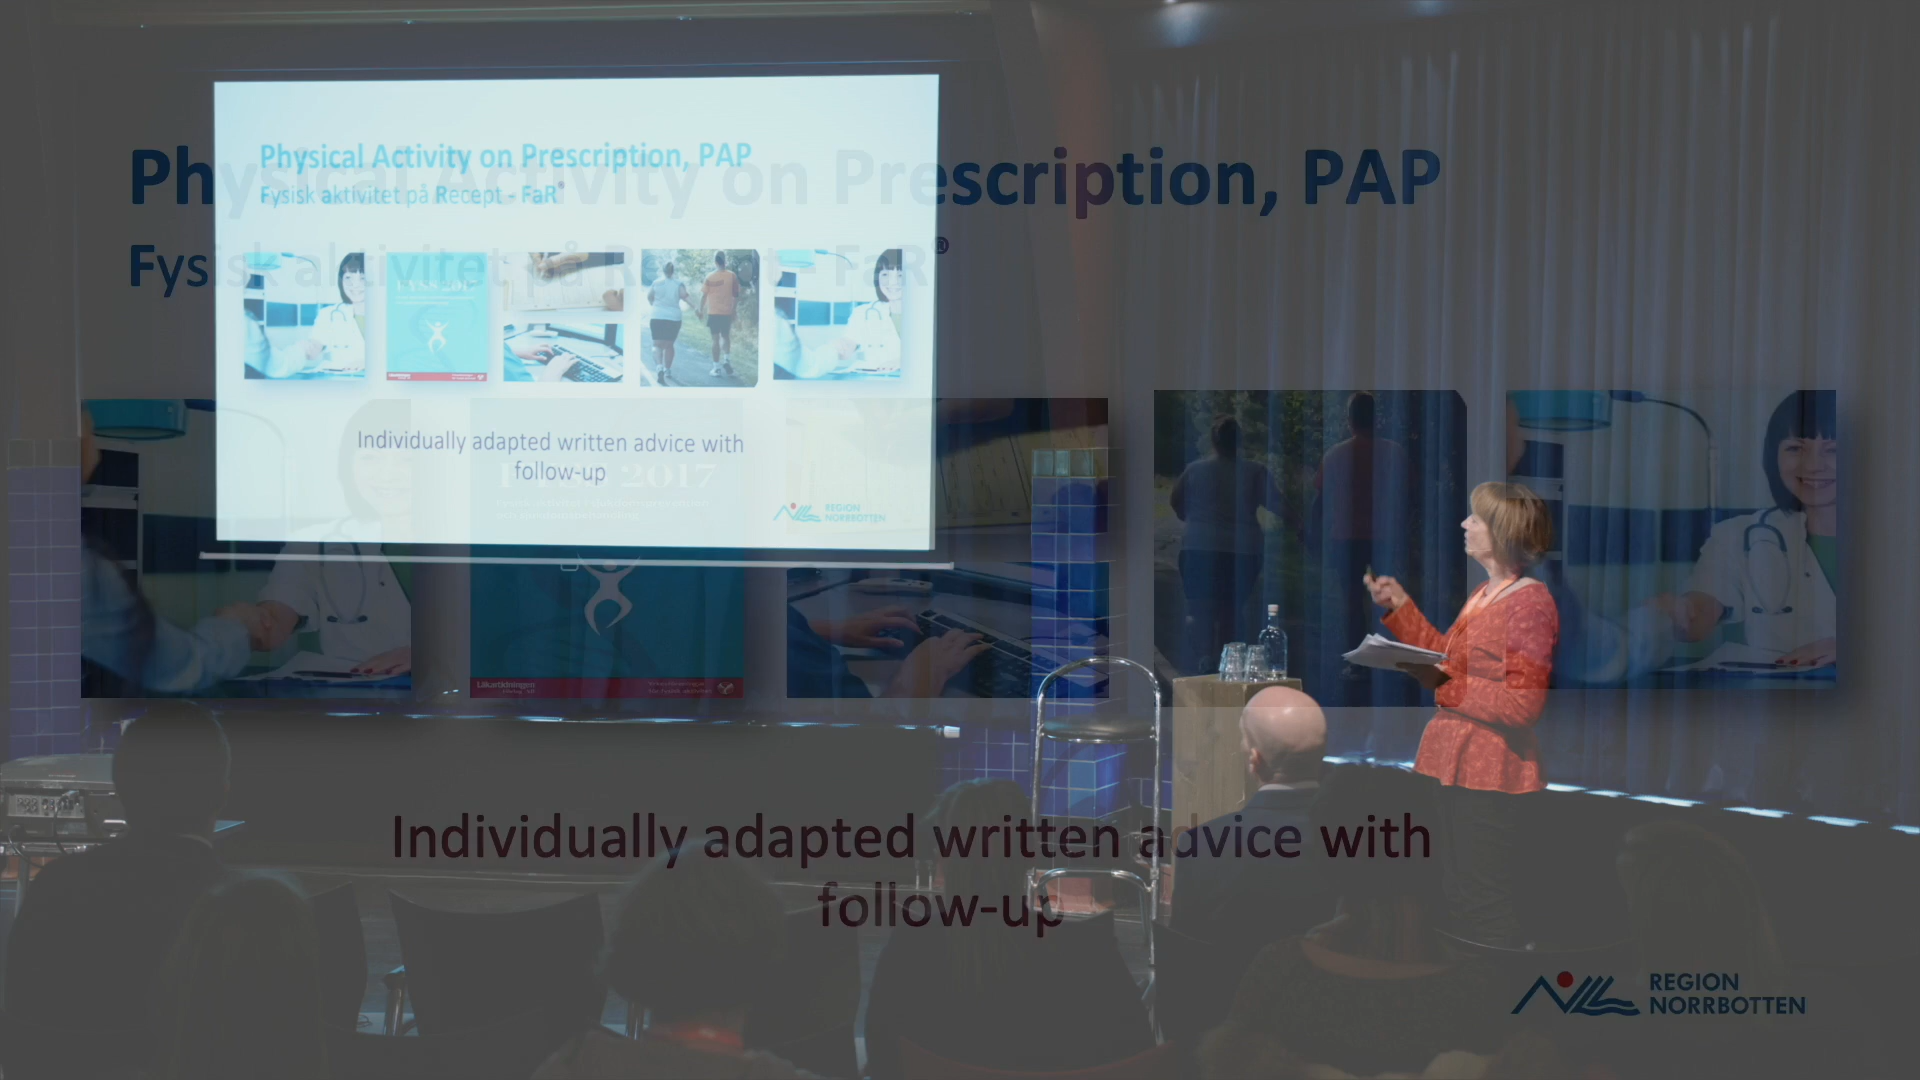 Physical Activity on Prescription, PAP
Fysisk aktivitet på Recept - FaR®
Individually adapted written advice with
follow-up
REGION
NORRBOTTEN
Physical Activity on Prescription, PAP
Fysisk aktivitet på Recept - FaR®
2017
Läkartidningen
Individually adapted written advice with
follow-up
REGION
NORRBOTTEN